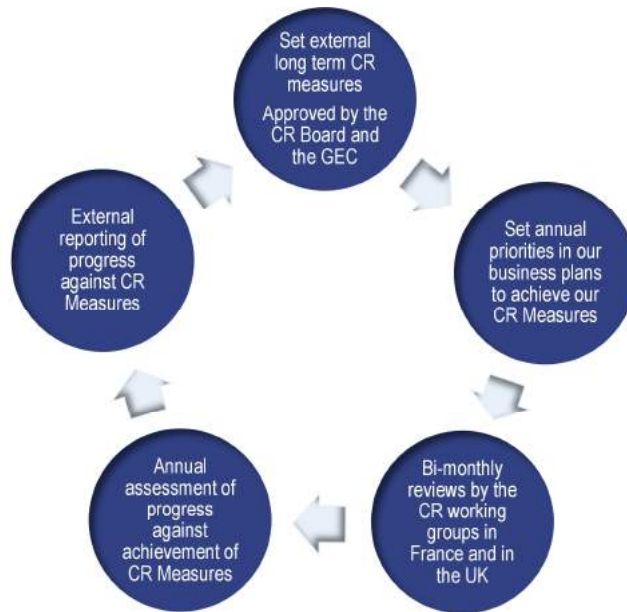 Set external
long term CR
measures
Approved by the
CR Board and
the GEC
Set annual
priorities in our
business plans
to achieve our
CR Measures
Bi-monthly
reviews by the
CR working
groups in
France and in
the UK
Annual
assessment of
progress
against
achievement of
CR Measures
External
reporting of
progress
against CR
Measures